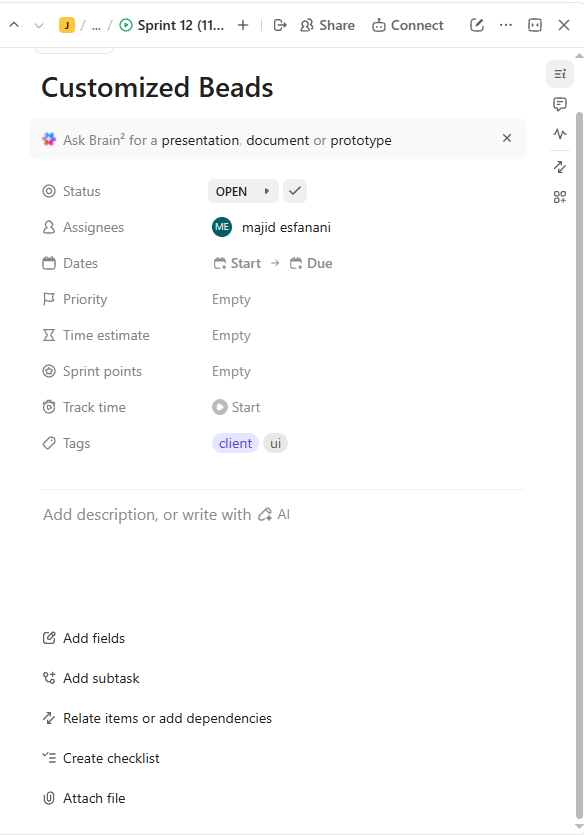 J / ... / Sprint 12 (11... Share Connect
Customized Beads
Ask Brain² for a presentation, document or prototype
Status OPEN
Assignees ME majid esfanani
Dates Start → Due
Priority Empty
Time estimate Empty
Sprint points Empty
Track time Start
Tags client ui
Add description, or write with AI
Add fields
Add subtask
Relate items or add dependencies
Create checklist
Attach file